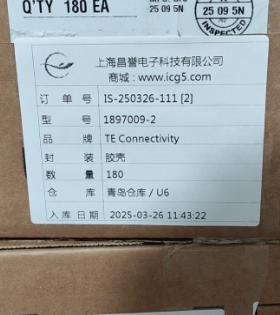 Q'TY 180 EA
25 09 5N
25 09 5N
INSPECTED
上海昌誉电子科技有限公司
商城：www.icg5.com
订单号 IS-250326-111 [2]
型号 1897009-2
品牌 TE Connectivity
封装 胶壳
数量 180
仓库 青岛仓库 / U6
入库日期 2025-03-26 11:43:22